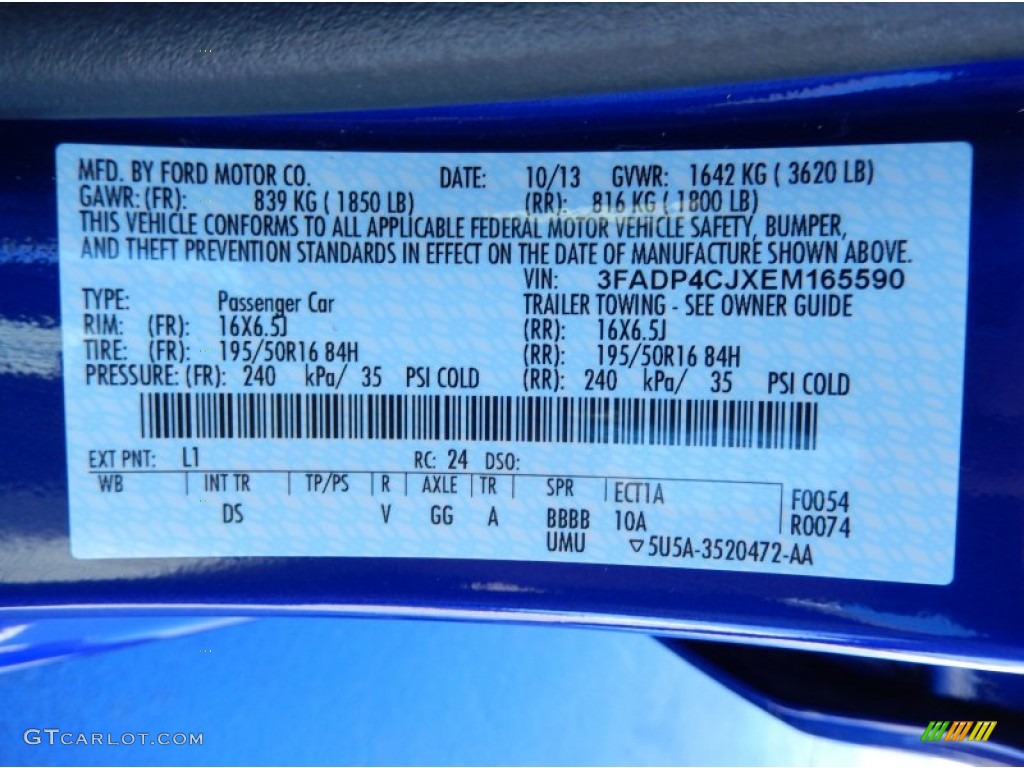 MFD. BY FORD MOTOR CO. DATE: 10/13 GVWR: 1642 KG ( 3620 LB)
GAWR: (FR): 839 KG ( 1850 LB) (RR): 816 KG ( 1800 LB)
THIS VEHICLE CONFORMS TO ALL APPLICABLE FEDERAL MOTOR VEHICLE SAFETY, BUMPER,
AND THEFT PREVENTION STANDARDS IN EFFECT ON THE DATE OF MANUFACTURE SHOWN ABOVE.
VIN: 3FADP4CJXEM165590
TYPE: Passenger Car TRAILER TOWING - SEE OWNER GUIDE
RIM: (FR): 16X6.5J (RR): 16X6.5J
TIRE: (FR): 195/50R16 84H (RR): 195/50R16 84H
PRESSURE: (FR): 240 kPa/ 35 PSI COLD (RR): 240 kPa/ 35 PSI COLD
EXT PNT: L1 RC: 24 DSO:
WB INT TR TP/PS R AXLE TR SPR ECT1A F0054
DS V GG A BBBB 10A R0074
UMU ▽5U5A-3520472-AA
GTCARLOT.COM